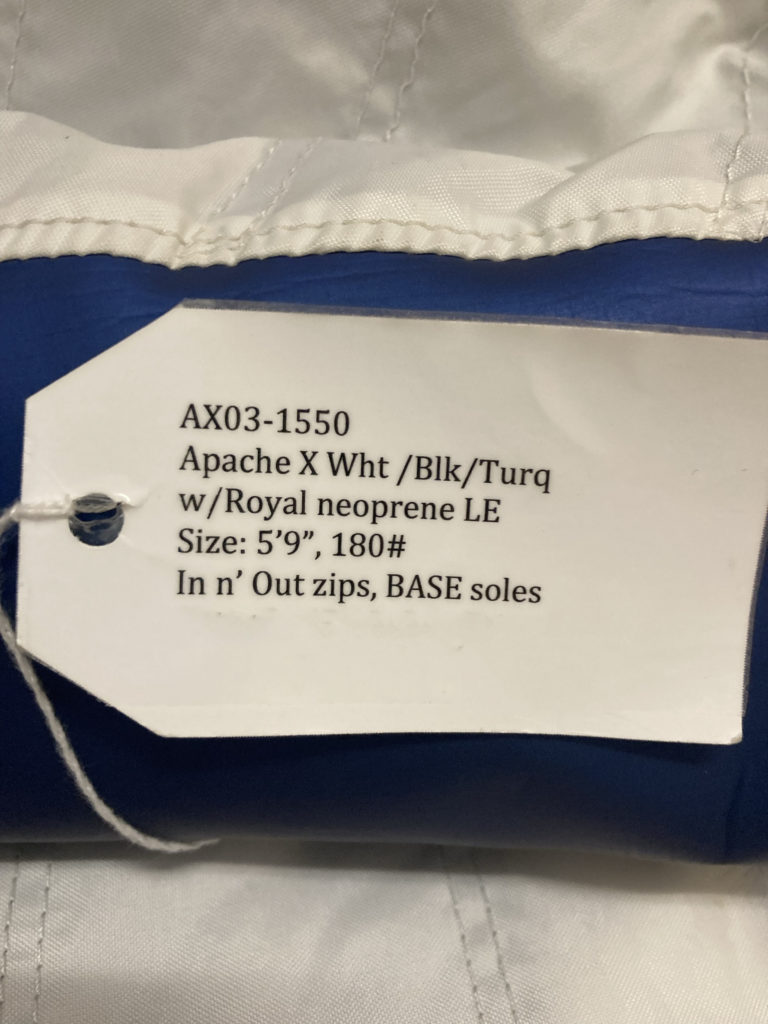 AX03-1550
Apache X Wht /Blk/Turq
w/Royal neoprene LE
Size: 5’9”, 180#
In n’ Out zips, BASE soles